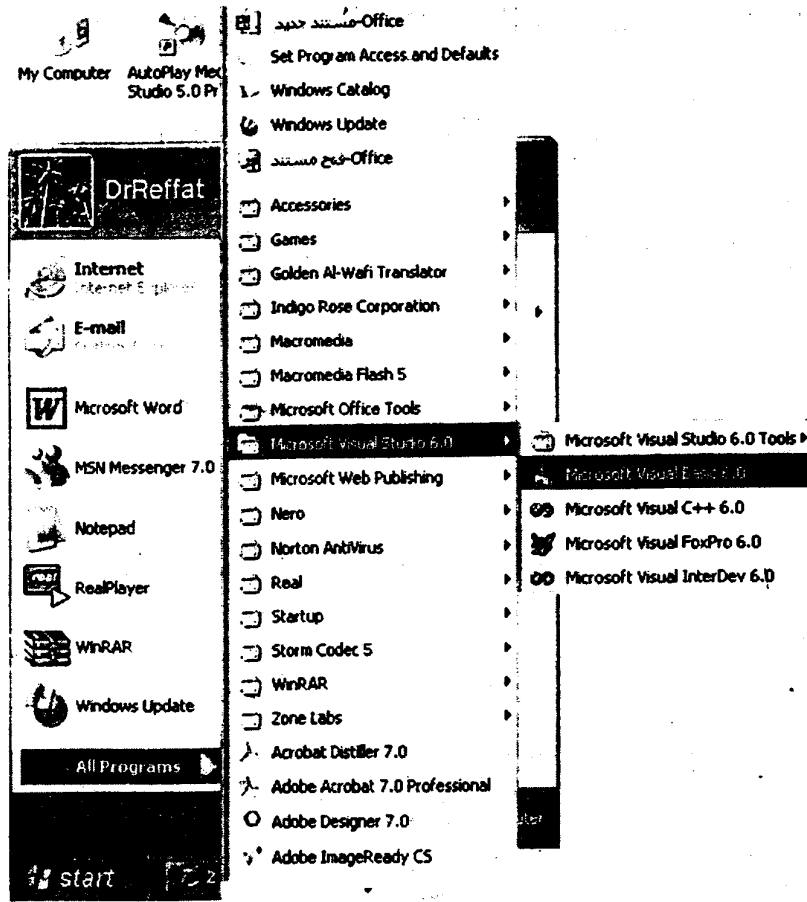 My Computer
AutoPlay Med
Studio 5.0 Pr
DrReffat
Internet
Internet Explorer
E-mail
Microsoft Word
MSN Messenger 7.0
Notepad
RealPlayer
WinRAR
Windows Update
All Programs
start
مستند جديد-Office
Set Program Access and Defaults
Windows Catalog
Windows Update
فتح مستند-Office
Accessories
Games
Golden Al-Wafi Translator
Indigo Rose Corporation
Macromedia
Macromedia Flash 5
Microsoft Office Tools
Microsoft Visual Studio 6.0
Microsoft Web Publishing
Nero
Norton AntiVirus
Real
Startup
Storm Codec 5
WinRAR
Zone Labs
Acrobat Distiller 7.0
Adobe Acrobat 7.0 Professional
Adobe Designer 7.0
Adobe ImageReady CS
Microsoft Visual Studio 6.0 Tools
Microsoft Visual Basic 6.0
Microsoft Visual C++ 6.0
Microsoft Visual FoxPro 6.0
Microsoft Visual InterDev 6.0